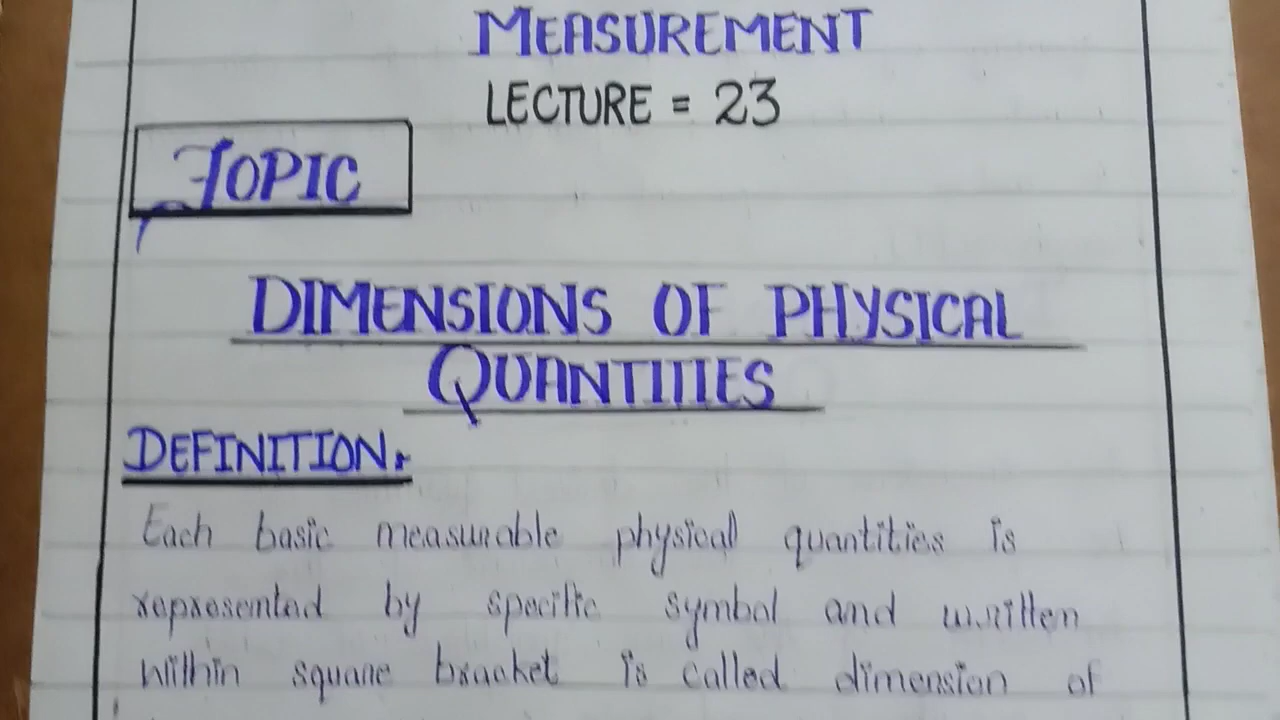 MEASUREMENT
LECTURE = 23
TOPIC
DIMENSIONS OF PHYSICAL
QUANTITIES
DEFINITION:
Each basic measurable physical quantities is
represented by specific symbol and written
within square bracket is called dimension of